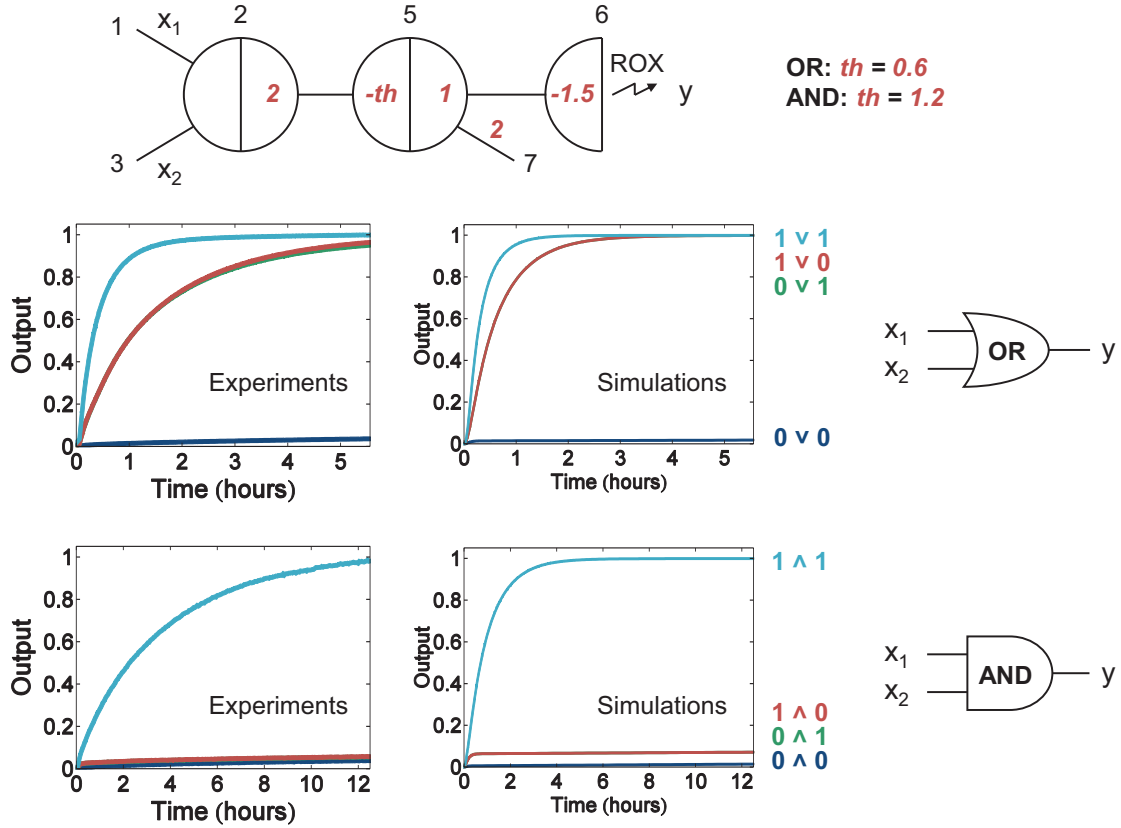 2 5 6
1 x1
2 -th 1 -1.5 ROX y
2
3 x2 7
OR: th = 0.6
AND: th = 1.2
Output
1
0.8
0.6
0.4
0.2
0
Experiments
0 1 2 3 4 5
Time (hours)
Output
1
0.8
0.6
0.4
0.2
0
Simulations
0 1 2 3 4 5
Time (hours)
1 ∨ 1
1 ∨ 0
0 ∨ 1
0 ∨ 0
x1
x2
OR y
Output
1
0.8
0.6
0.4
0.2
0
Experiments
0 2 4 6 8 10 12
Time (hours)
Output
1
0.8
0.6
0.4
0.2
0
Simulations
0 2 4 6 8 10 12
Time (hours)
1 ∧ 1
1 ∧ 0
0 ∧ 1
0 ∧ 0
x1
x2
AND y